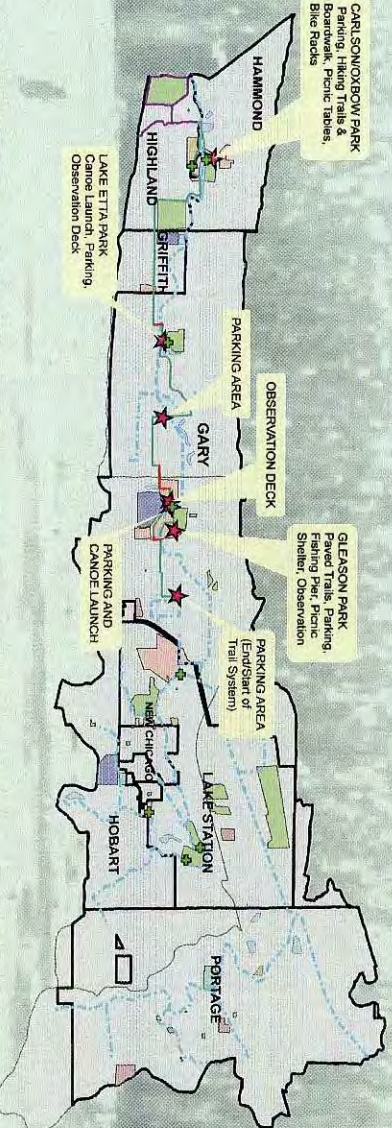 CARLSON/OXBOW PARK
Parking, Hiking Trails &
Boardwalk, Picnic Tables,
Bike Racks
HAMMOND
HIGHLAND
GRIFFITH
LAKE ETTA PARK
Canoe Launch, Parking,
Observation Deck
PARKING AREA
GARY
OBSERVATION DECK
GLEASON PARK
Paved Trails, Parking,
Fishing Pier, Picnic
Shelter, Observation
PARKING AND
CANOE LAUNCH
PARKING AREA
(End/Start of
Trail System)
NEW CHICAGO
LAKE STATION
HOBART
PORTAGE